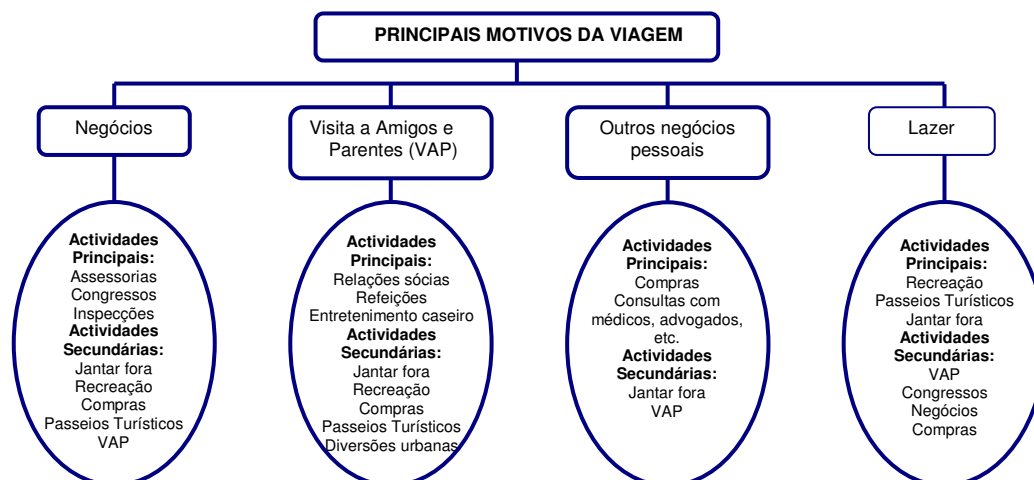 PRINCIPAIS MOTIVOS DA VIAGEM
Negócios
Visita a Amigos e
Parentes (VAP)
Outros negócios
pessoais
Lazer
Actividades
Principais:
Assessorias
Congressos
Inspecções
Actividades
Secundárias:
Jantar fora
Recreação
Compras
Passeios Turísticos
VAP
Actividades
Principais:
Relações sócias
Refeições
Entretenimento caseiro
Actividades
Secundárias:
Jantar fora
Recreação
Compras
Passeios Turísticos
Diversões urbanas
Actividades
Principais:
Compras
Consultas com
médicos, advogados,
etc.
Actividades
Secundárias:
Jantar fora
VAP
Actividades
Principais:
Recreação
Passeios Turísticos
Jantar fora
Actividades
Secundárias:
VAP
Congressos
Negócios
Compras